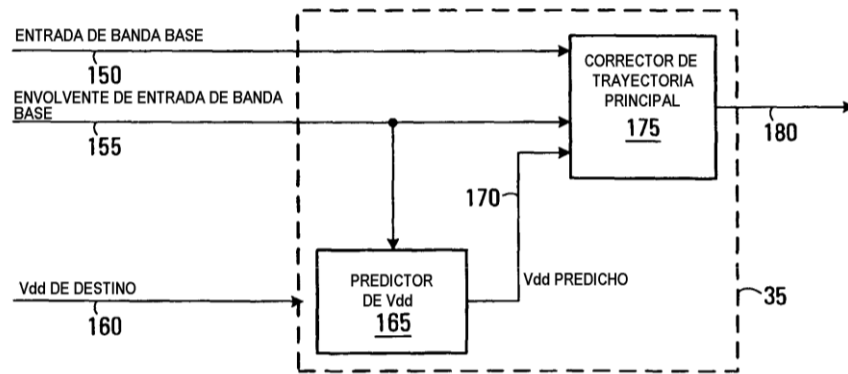 ENTRADA DE BANDA BASE
150
ENVOLVENTE DE ENTRADA DE BANDA
BASE
155
CORRECTOR DE
TRAYECTORIA
PRINCIPAL
175
180
170
Vdd DE DESTINO
160
PREDICTOR
DE Vdd
165
Vdd PREDICHO
35